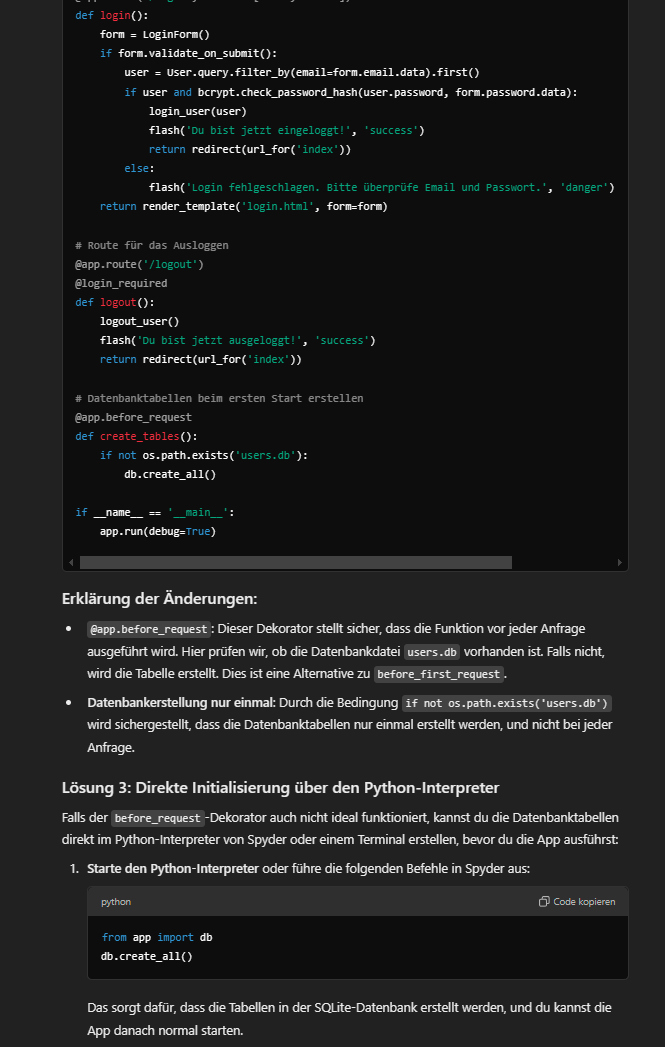 def login():
    form = LoginForm()
    if form.validate_on_submit():
        user = User.query.filter_by(email=form.email.data).first()
        if user and bcrypt.check_password_hash(user.password, form.password.data):
            login_user(user)
            flash('Du bist jetzt eingeloggt!', 'success')
            return redirect(url_for('index'))
        else:
            flash('Login fehlgeschlagen. Bitte überprüfe Email und Passwort.', 'danger')
    return render_template('login.html', form=form)

# Route für das Ausloggen
@app.route('/logout')
@login_required
def logout():
    logout_user()
    flash('Du bist jetzt ausgeloggt!', 'success')
    return redirect(url_for('index'))

# Datenbanktabellen beim ersten Start erstellen
@app.before_request
def create_tables():
    if not os.path.exists('users.db'):
        db.create_all()

if __name__ == '__main__':
    app.run(debug=True)

Erklärung der Änderungen:
• @app.before_request: Dieser Dekorator stellt sicher, dass die Funktion vor jeder Anfrage
ausgeführt wird. Hier prüfen wir, ob die Datenbankdatei users.db vorhanden ist. Falls nicht,
wird die Tabelle erstellt. Dies ist eine Alternative zu before_first_request.
• Datenbankerstellung nur einmal: Durch die Bedingung if not os.path.exists('users.db')
wird sichergestellt, dass die Datenbanktabellen nur einmal erstellt werden, und nicht bei jeder
Anfrage.
Lösung 3: Direkte Initialisierung über den Python-Interpreter
Falls der before_request-Dekorator auch nicht ideal funktioniert, kannst du die Datenbanktabellen
direkt im Python-Interpreter von Spyder oder einem Terminal erstellen, bevor du die App ausführst:
1. Starte den Python-Interpreter oder führe die folgenden Befehle in Spyder aus:
python Code kopieren
from app import db
db.create_all()
Das sorgt dafür, dass die Tabellen in der SQLite-Datenbank erstellt werden, und du kannst die
App danach normal starten.